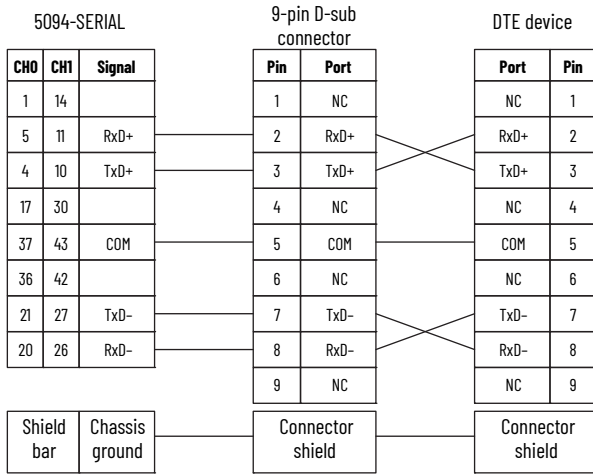 5094-SERIAL
CH0 CH1 Signal
1 14
5 11 RxD+
4 10 TxD+
17 30
37 43 COM
36 42
21 27 TxD–
20 26 RxD–
Shield bar Chassis ground
9-pin D-sub
connector
Pin Port
1 NC
2 RxD+
3 TxD+
4 NC
5 COM
6 NC
7 TxD–
8 RxD–
9 NC
Connector
shield
DTE device
Port Pin
NC 1
RxD+ 2
TxD+ 3
NC 4
COM 5
NC 6
TxD– 7
RxD– 8
NC 9
Connector
shield